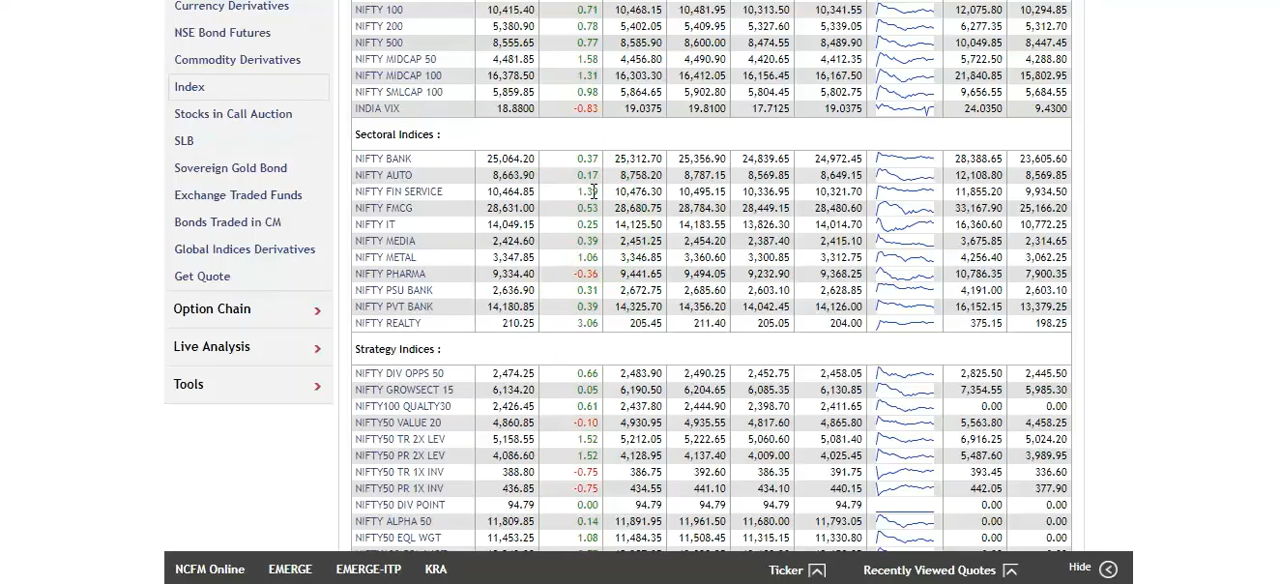 Currency Derivatives
NSE Bond Futures
Commodity Derivatives
Index
Stocks in Call Auction
SLB
Sovereign Gold Bond
Exchange Traded Funds
Bonds Traded in CM
Global Indices Derivatives
Get Quote
Option Chain
Live Analysis
Tools
NIFTY 100 10,415.40 0.71 10,468.15 10,481.95 10,313.50 10,341.55 12,075.80 10,294.85
NIFTY 200 5,380.90 0.78 5,402.05 5,409.95 5,327.60 5,339.05 6,277.35 5,312.70
NIFTY 500 8,555.65 0.77 8,585.90 8,600.00 8,474.55 8,489.90 10,049.85 8,447.45
NIFTY MIDCAP 50 4,481.85 1.58 4,456.80 4,490.90 4,420.65 4,412.35 5,722.50 4,288.80
NIFTY MIDCAP 100 16,378.50 1.31 16,303.30 16,412.05 16,156.45 16,167.50 21,840.85 15,802.95
NIFTY SMLCAP 100 5,859.85 0.98 5,864.65 5,902.80 5,804.45 5,802.75 9,656.55 5,684.55
INDIA VIX 18.8800 -0.83 19.0375 19.8100 17.7125 19.0375 24.0350 9.4300
Sectoral Indices :
NIFTY BANK 25,064.20 0.37 25,312.70 25,356.90 24,839.65 24,972.45 28,388.65 23,605.60
NIFTY AUTO 8,663.90 0.17 8,758.20 8,787.15 8,569.85 8,649.15 12,108.80 8,569.85
NIFTY FIN SERVICE 10,464.85 10,476.30 10,495.15 10,336.95 10,321.70 11,855.20 9,934.50
NIFTY FMCG 28,631.00 0.53 28,680.75 28,784.30 28,449.15 28,480.60 33,167.90 25,166.20
NIFTY IT 14,049.15 0.25 14,125.50 14,183.55 13,826.30 14,014.70 16,360.60 10,772.25
NIFTY MEDIA 2,424.60 0.39 2,451.25 2,454.20 2,387.40 2,415.10 3,675.85 2,314.65
NIFTY METAL 3,347.85 1.06 3,346.85 3,360.60 3,300.85 3,312.75 4,256.40 3,062.25
NIFTY PHARMA 9,334.40 -0.36 9,441.65 9,494.05 9,232.90 9,368.25 10,786.35 7,900.35
NIFTY PSU BANK 2,636.90 0.31 2,672.75 2,685.60 2,603.10 2,628.85 4,191.00 2,603.10
NIFTY PVT BANK 14,180.85 0.39 14,325.70 14,356.20 14,042.45 14,126.00 16,152.15 13,379.25
NIFTY REALTY 210.25 3.06 205.45 211.40 205.05 204.00 375.15 198.25
Strategy Indices :
NIFTY DIV OPPS 50 2,474.25 0.66 2,483.90 2,490.25 2,452.75 2,458.05 2,825.50 2,445.50
NIFTY GROWSECT 15 6,134.20 0.05 6,190.50 6,204.65 6,085.35 6,130.85 7,354.55 5,985.30
NIFTY100 QUALTY30 2,426.45 0.61 2,437.80 2,444.90 2,398.70 2,411.65 0.00 0.00
NIFTY50 VALUE 20 4,860.85 -0.10 4,930.95 4,935.55 4,817.60 4,865.80 5,563.80 4,458.25
NIFTY50 TR 2X LEV 5,158.55 1.52 5,212.05 5,222.65 5,060.60 5,081.40 6,916.25 5,024.20
NIFTY50 PR 2X LEV 4,086.60 1.52 4,128.95 4,137.40 4,009.00 4,025.45 5,487.60 3,989.95
NIFTY50 TR 1X INV 388.80 -0.75 386.75 392.60 386.35 391.75 393.45 336.60
NIFTY50 PR 1X INV 436.85 -0.75 434.55 441.10 434.10 440.15 442.05 377.90
NIFTY50 DIV POINT 94.79 0.00 94.79 94.79 94.79 94.79 0.00 0.00
NIFTY ALPHA 50 11,809.85 0.14 11,891.95 11,961.50 11,680.00 11,793.05 0.00 0.00
NIFTY50 EQL WGT 11,453.25 1.08 11,484.35 11,508.45 11,315.15 11,330.80 0.00 0.00
NCFM Online EMERGE EMERGE-ITP KRA Ticker Recently Viewed Quotes Hide